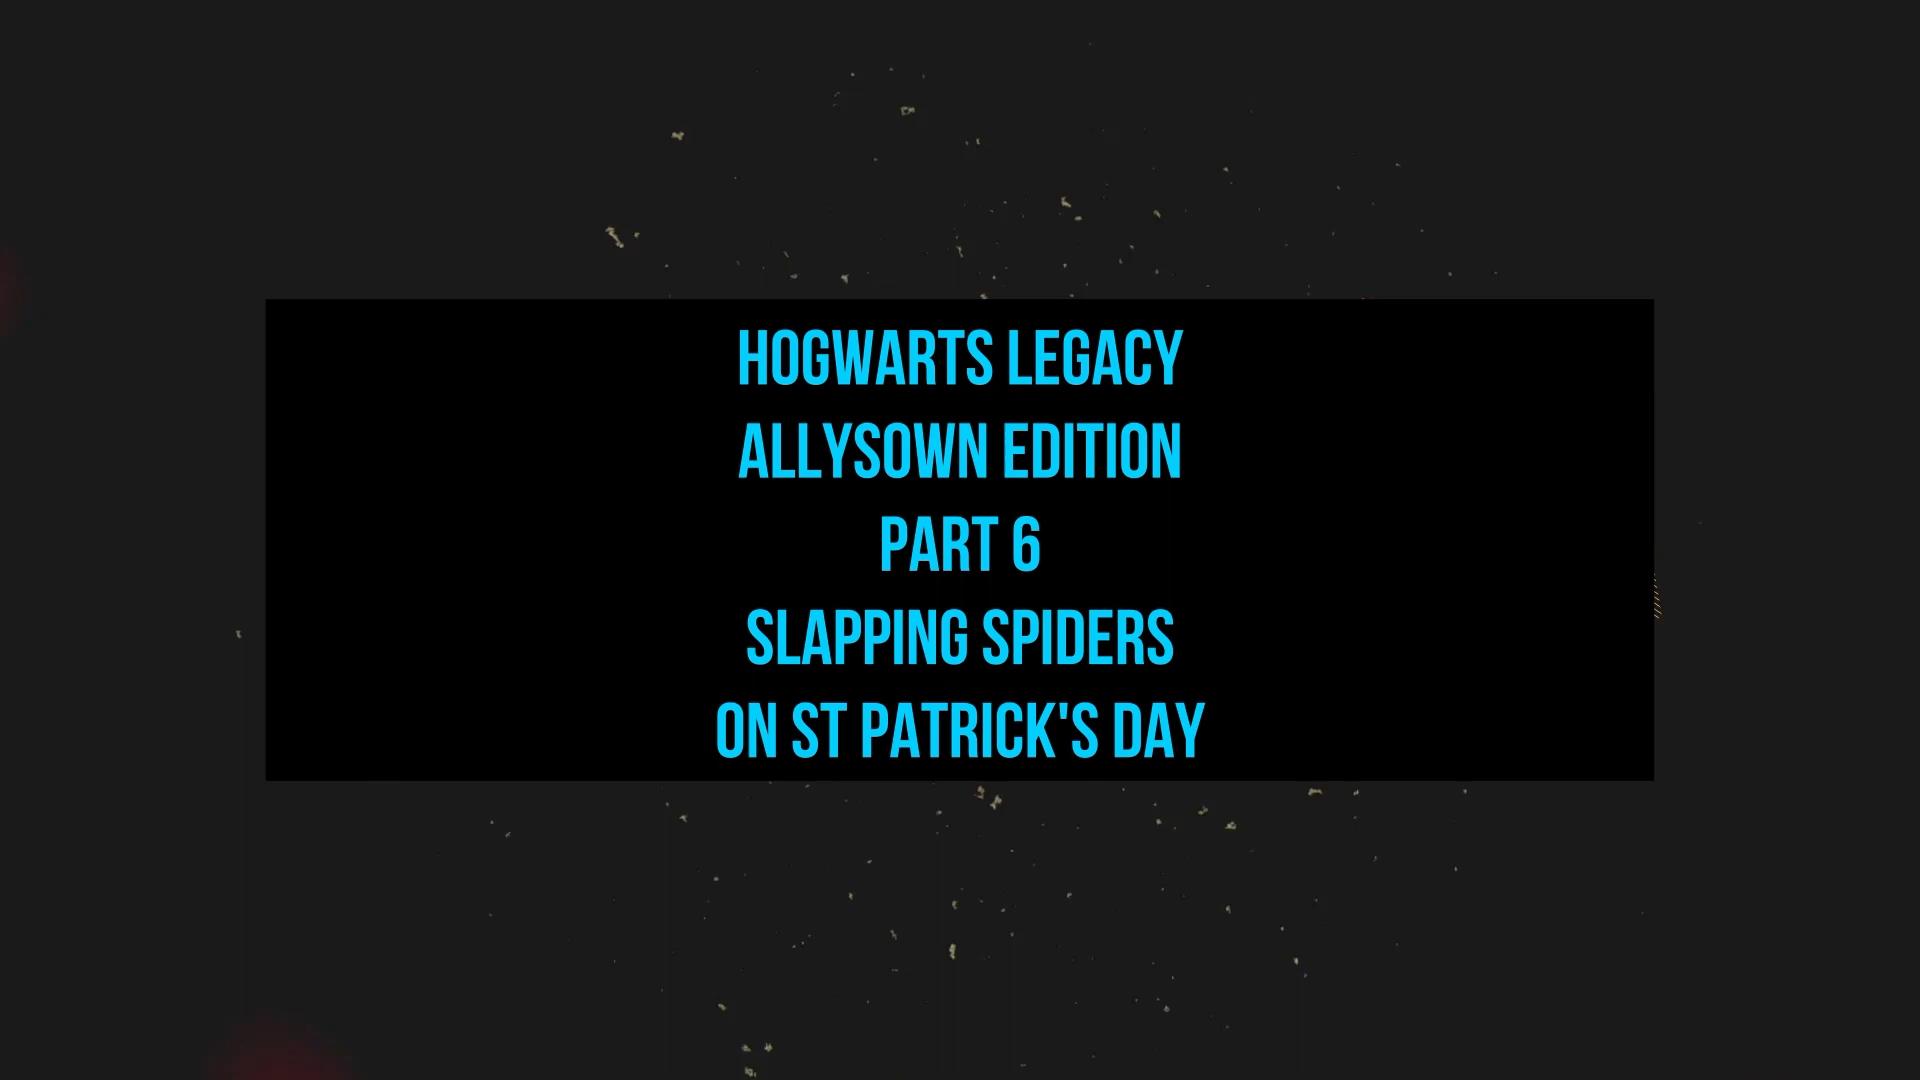 HOGWARTS LEGACY
ALLYSOWN EDITION
PART 6
SLAPPING SPIDERS
ON ST PATRICK'S DAY